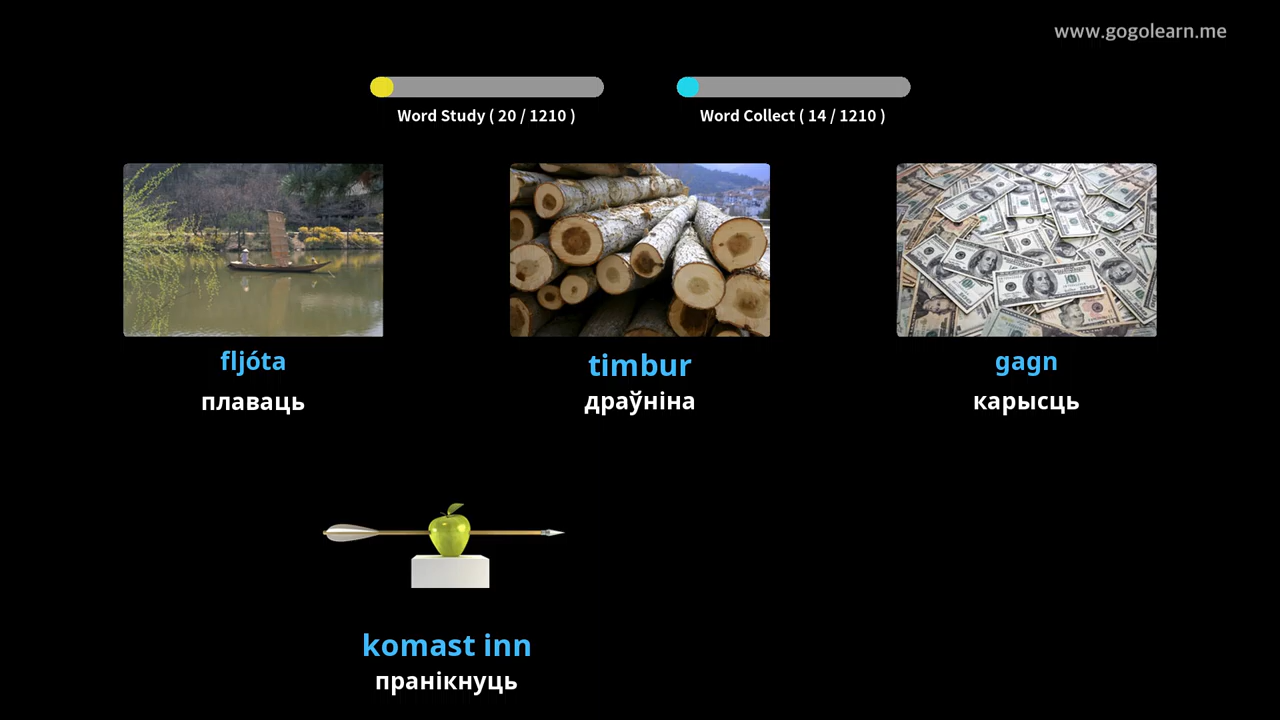 www.gogolearn.me
Word Study ( 20 / 1210 )
Word Collect ( 14 / 1210 )
fljóta
плаваць
timbur
драўніна
gagn
карысць
komast inn
пранікнуць